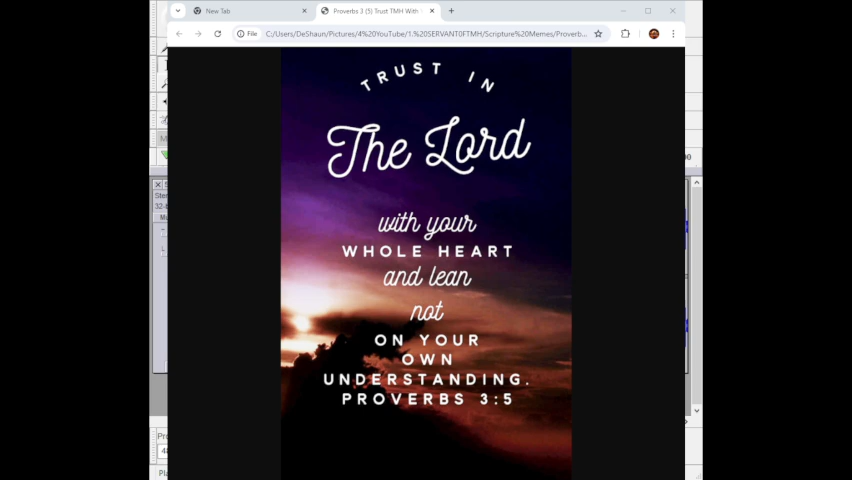 New Tab
Proverbs 3 (5) Trust TMH With
File
C:/Users/DeShaun/Pictures/4%20YouTube/1.%20SERVANT0FTMH/Scripture%20Memes/Proverb...
TRUST IN
The Lord
with your
WHOLE HEART
and lean
not
ON YOUR
OWN
UNDERSTANDING.
PROVERBS 3:5